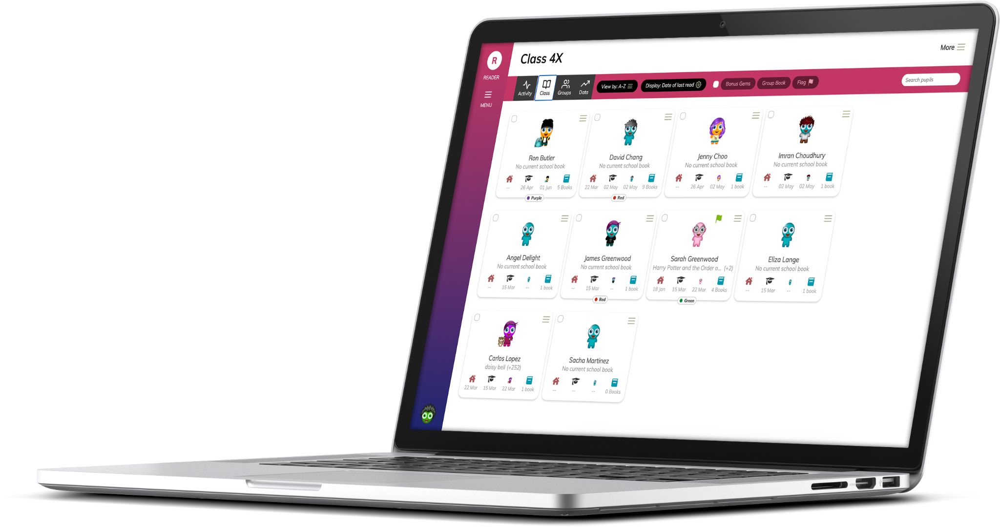 R
READER
MENU
Class 4X
More
Activity
Class
Groups
Data
View by: A-Z
Display: Date of last read
Bonus Gems
Group Book
Flag
Search pupils
Ron Butler
No current school book
-- 26 Apr 01 Jun 5 Books
Purple
David Chang
No current school book
22 Mar 02 May 02 May 9 Books
Red
Jenny Choo
No current school book
-- 26 Apr 02 May 1 book
Imran Choudhury
No current school book
-- 02 May 02 May 1 book
Angel Delight
No current school book
-- 15 Mar -- 1 book
James Greenwood
No current school book
-- 15 Mar -- 1 book
Red
Sarah Greenwood
Harry Potter and the Order o... (+2)
18 Jan 15 Mar 22 Mar 4 Books
Green
Eliza Lange
No current school book
-- 15 Mar -- 1 book
Carlos Lopez
daisy bell (+252)
22 Mar 15 Mar 22 Mar 1 book
Sacha Martinez
No current school book
-- -- -- 0 Books